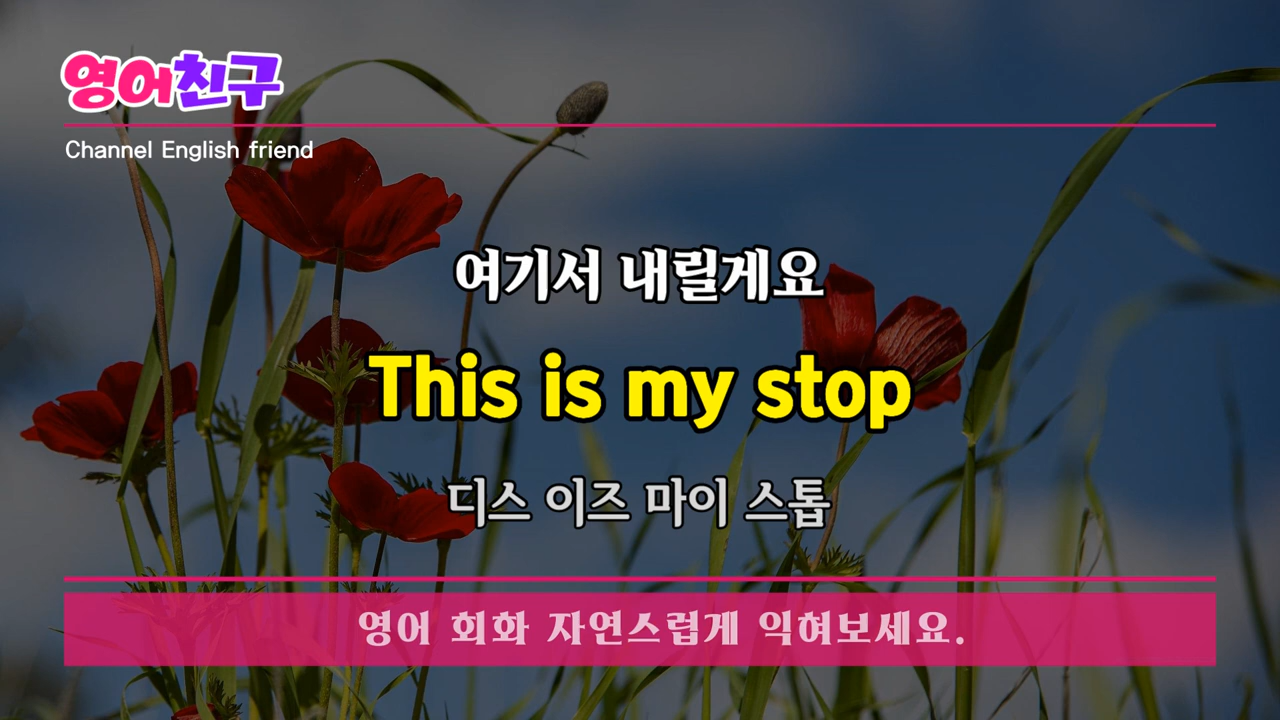 영어친구
Channel English friend
여기서 내릴게요
This is my stop
디스 이즈 마이 스톱
영어 회화 자연스럽게 익혀보세요.